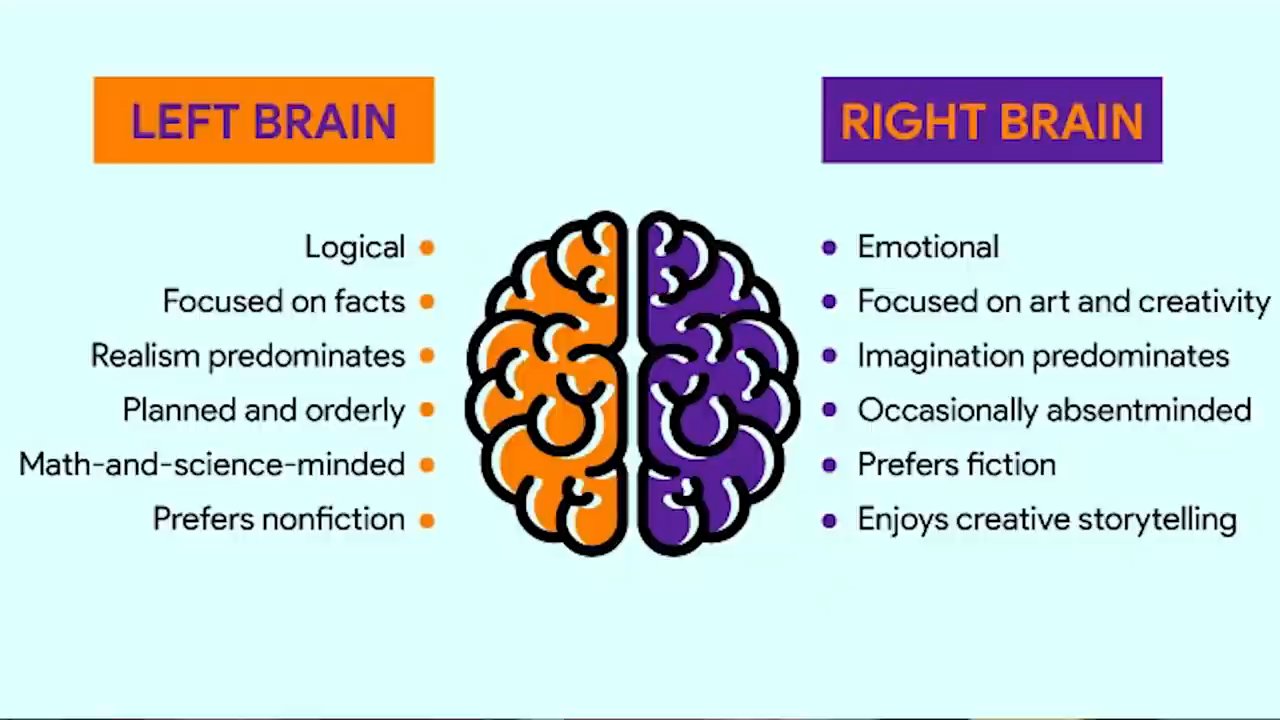 LEFT BRAIN
Logical
Focused on facts
Realism predominates
Planned and orderly
Math-and-science-minded
Prefers nonfiction
RIGHT BRAIN
Emotional
Focused on art and creativity
Imagination predominates
Occasionally absentminded
Prefers fiction
Enjoys creative storytelling